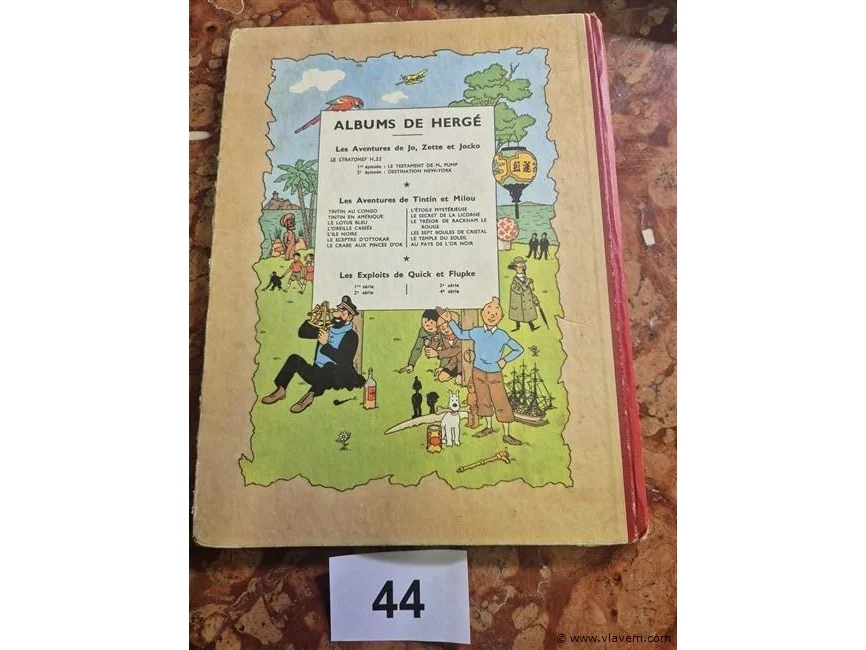 ALBUMS DE HERGÉ
Les Aventures de Jo, Zette et Jocko
LE STRATONEF H.22
1er épisode : LE TESTAMENT DE M. PUMP
2e épisode : DESTINATION NEW-YORK
Les Aventures de Tintin et Milou
TINTIN AU CONGO
TINTIN EN AMÉRIQUE
LE LOTUS BLEU
L'OREILLE CASSÉE
L'ILE NOIRE
LE SCEPTRE D'OTTOKAR
LE CRABE AUX PINCES D'OR
L'ÉTOILE MYSTÉRIEUSE
LE SECRET DE LA LICORNE
LE TRÉSOR DE RACKHAM LE
ROUGE
LES SEPT BOULES DE CRISTAL
LE TEMPLE DU SOLEIL
AU PAYS DE L'OR NOIR
Les Exploits de Quick et Flupke
1re série
2e série
3e série
4e série
44
© www.vlavem.com